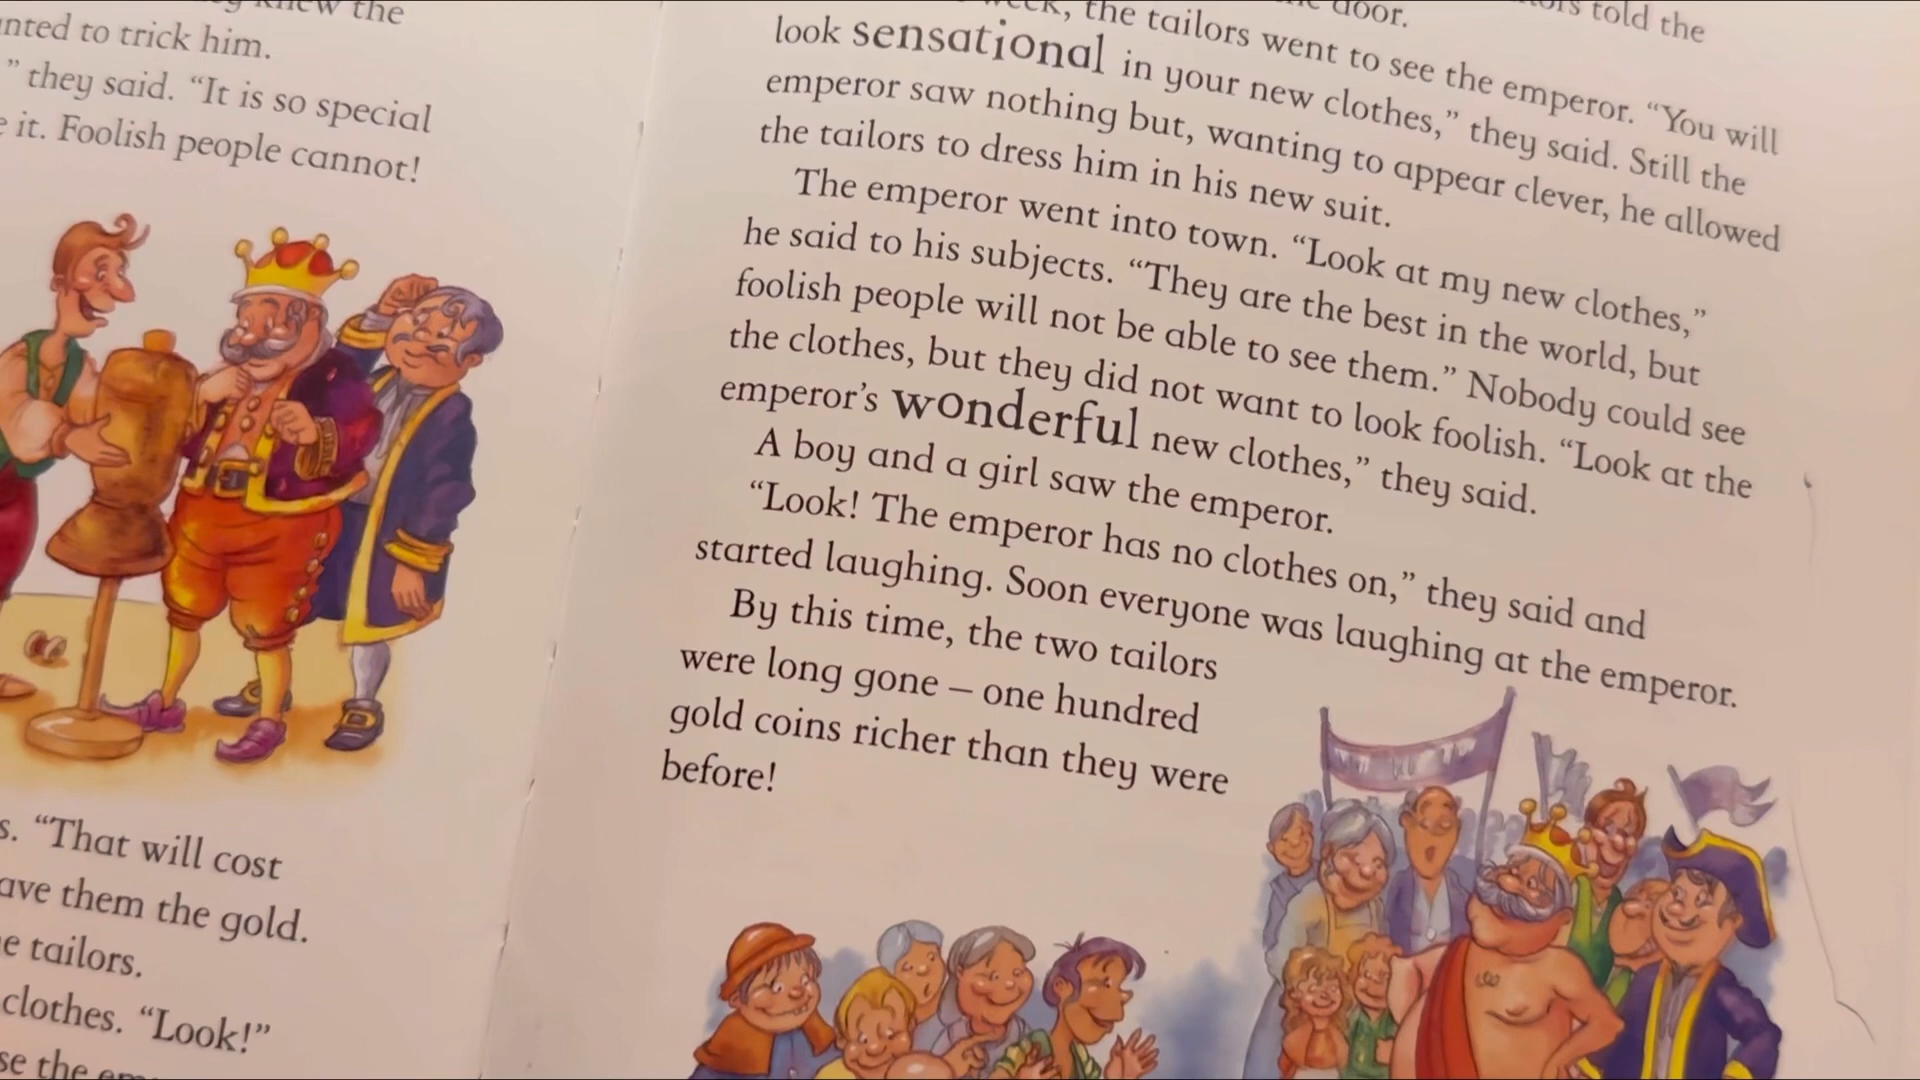 knew the
nted to trick him.
” they said. “It is so special
e it. Foolish people cannot!
s. “That will cost
ave them the gold.
e tailors.
clothes. “Look!”
se the em
door.
tors told the
week, the tailors went to see the emperor. “You will
look sensational in your new clothes,” they said. Still the
emperor saw nothing but, wanting to appear clever, he allowed
the tailors to dress him in his new suit.
The emperor went into town. “Look at my new clothes,”
he said to his subjects. “They are the best in the world, but
foolish people will not be able to see them.” Nobody could see
the clothes, but they did not want to look foolish. “Look at the
emperor’s wonderful new clothes,” they said.
A boy and a girl saw the emperor.
“Look! The emperor has no clothes on,” they said and
started laughing. Soon everyone was laughing at the emperor.
By this time, the two tailors
were long gone – one hundred
gold coins richer than they were
before!